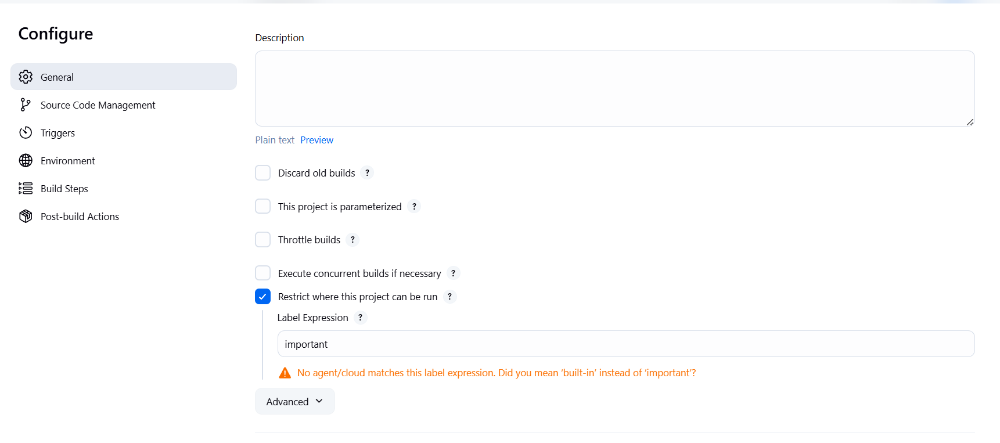 Configure
General
Source Code Management
Triggers
Environment
Build Steps
Post-build Actions
Description
Plain text Preview
Discard old builds ?
This project is parameterized ?
Throttle builds ?
Execute concurrent builds if necessary ?
Restrict where this project can be run ?
Label Expression ?
important
No agent/cloud matches this label expression. Did you mean ‘built-in’ instead of ‘important’?
Advanced